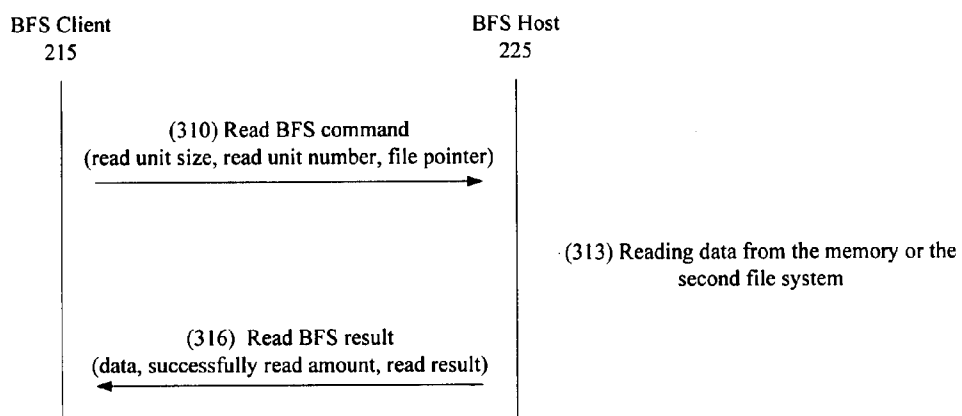 BFS Client
215
BFS Host
225
(310) Read BFS command
(read unit size, read unit number, file pointer)
(313) Reading data from the memory or the
second file system
(316) Read BFS result
(data, successfully read amount, read result)